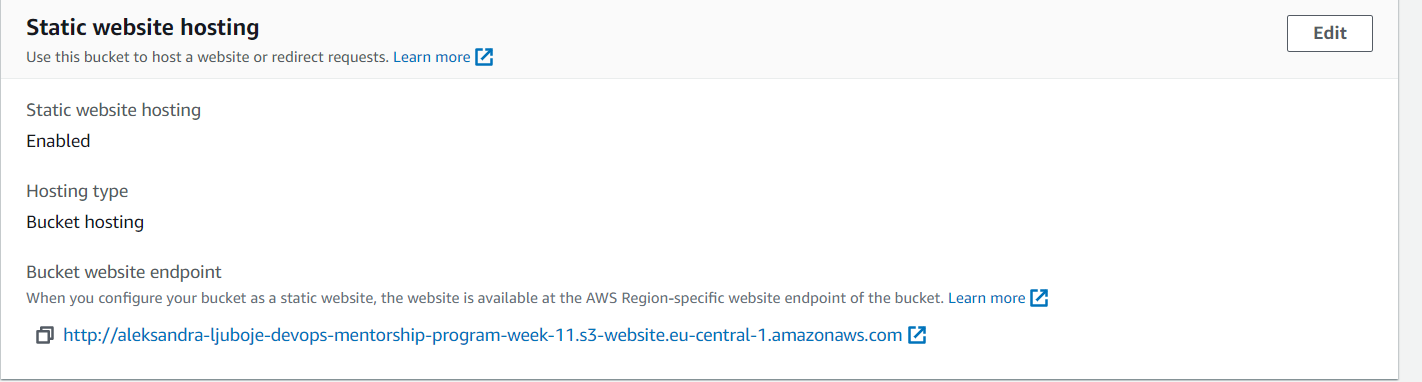 Static website hosting
Edit
Use this bucket to host a website or redirect requests. Learn more
Static website hosting
Enabled
Hosting type
Bucket hosting
Bucket website endpoint
When you configure your bucket as a static website, the website is available at the AWS Region-specific website endpoint of the bucket. Learn more
http://aleksandra-ljuboje-devops-mentorship-program-week-11.s3-website.eu-central-1.amazonaws.com